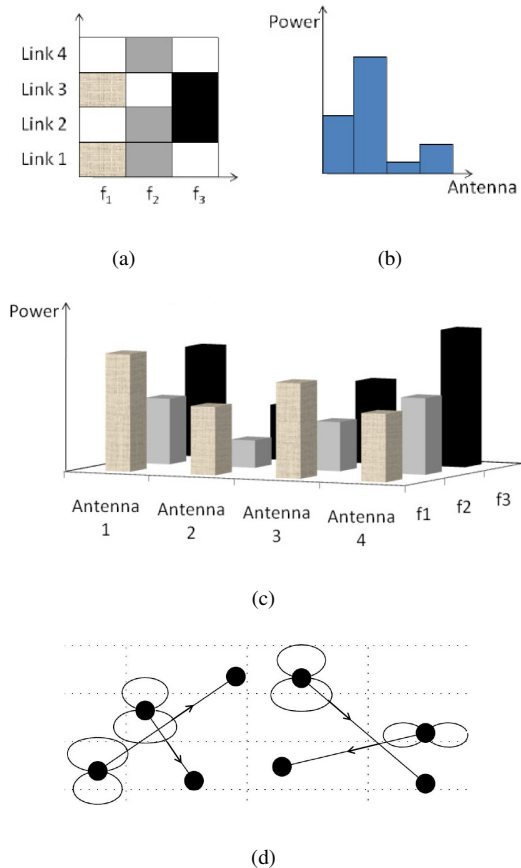 Link 4
Link 3
Link 2
Link 1
f1 f2 f3
(a)
Power
Antenna
(b)
Power
Antenna 1
Antenna 2
Antenna 3
Antenna 4
f1
f2
f3
(c)
(d)